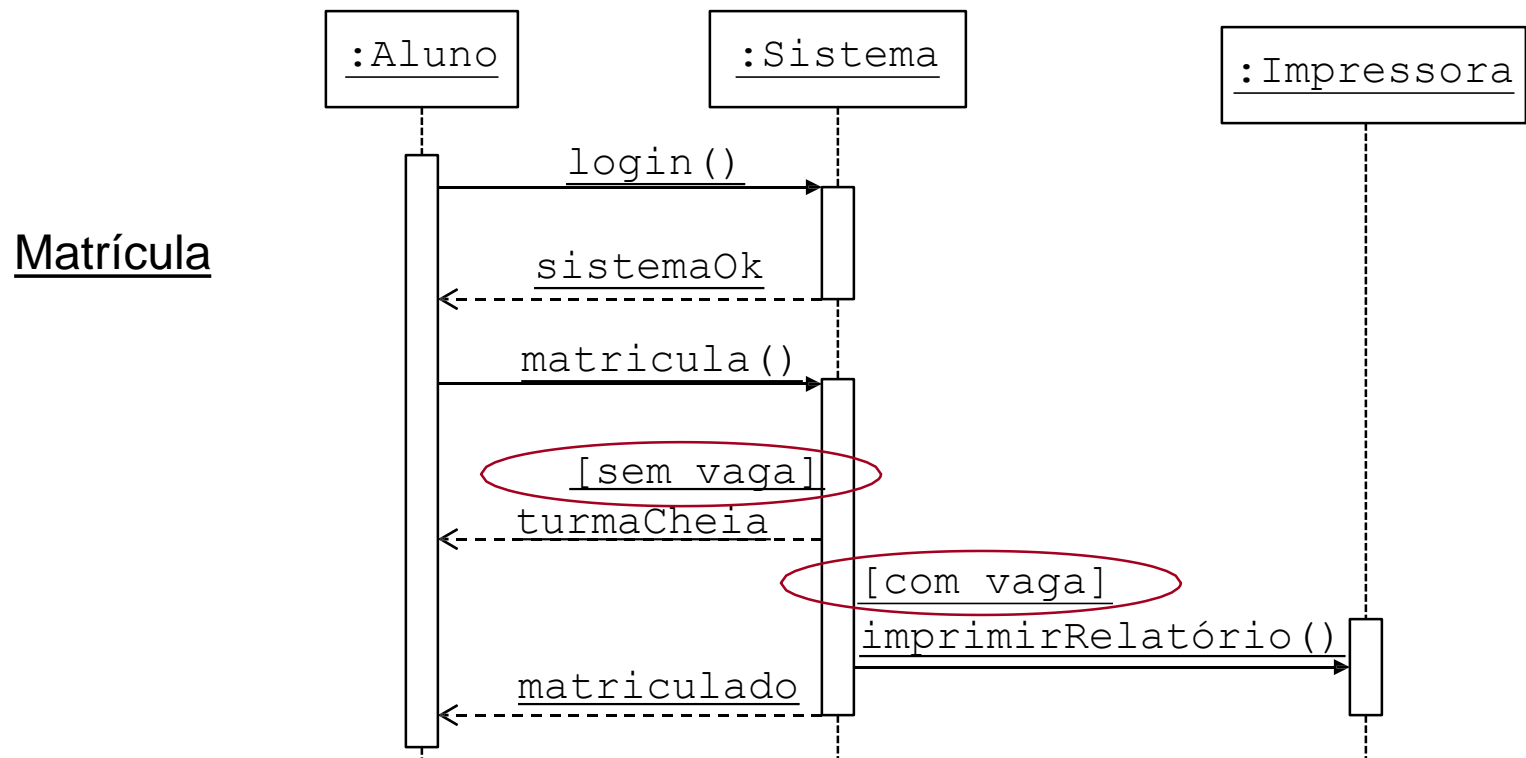 :Aluno
:Sistema
:Impressora
login()
Matrícula
sistemaOk
matricula()
[sem vaga]
turmaCheia
[com vaga]
imprimirRelatório()
matriculado